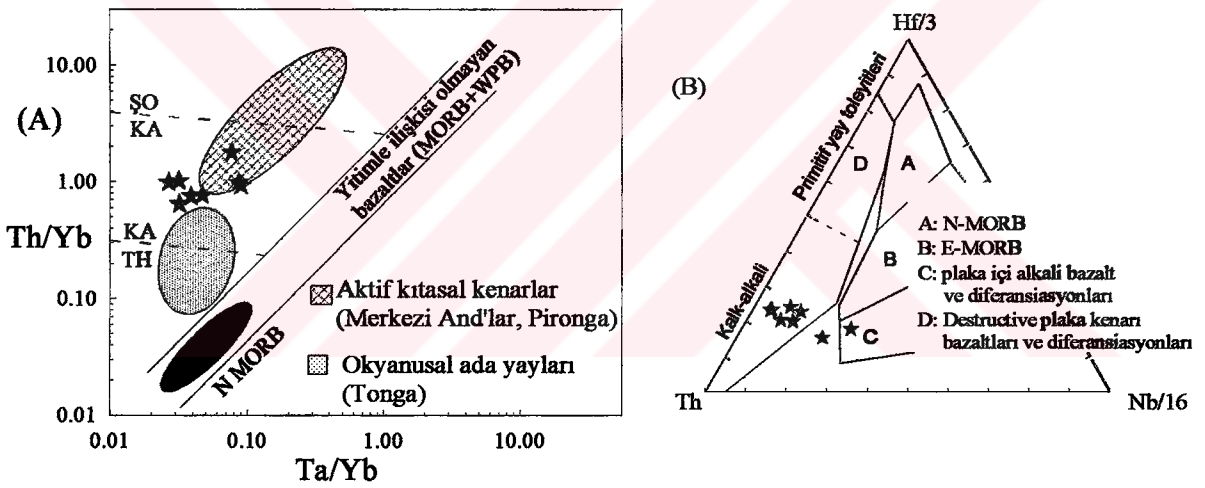 (A)
10.00
1.00
0.10
0.01
Th/Yb
ŞO
KA
KA
TH
Yitimle ilişkisi olmayan
bazaltlar (MORB+WPB)
N MORB
Aktif kıtasal kenarlar
(Merkezi And'lar, Pironga)
Okyanusal ada yayları
(Tonga)
0.01
0.10
1.00
10.00
Ta/Yb
(B)
Hf/3
Primitif yay toleyitleri
Kalk-alkali
D
A
B
C
A: N-MORB
B: E-MORB
C: plaka içi alkali bazalt
ve diferansiasyonları
D: Destructive plaka kenarı
bazaltları ve diferansiasyonları
Th
Nb/16